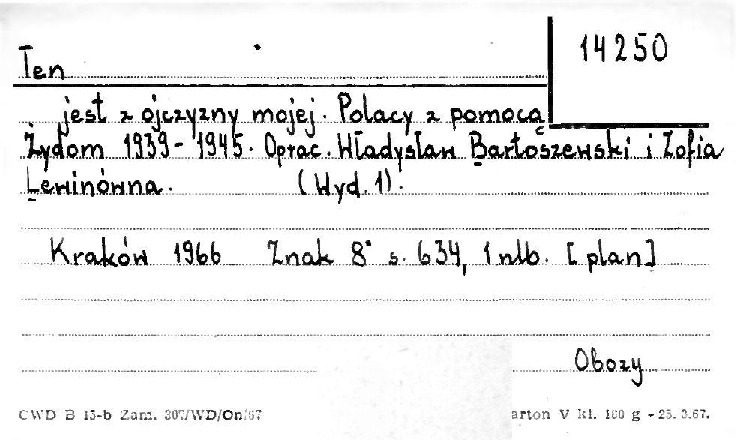 14250
Ten
jest z ojczyzny mojej. Polacy z pomocą
Żydom 1939-1945. Oprac. Władysław Bartoszewski i Zofia
Lewinówna. (Wyd. 1).
Kraków 1966 Znak 8° s. 634, 1 nlb. [plan]
Obozy
CWD B 15-b Zam. 307/WD/On/67 arton V kl. 180 g - 25.3.67.